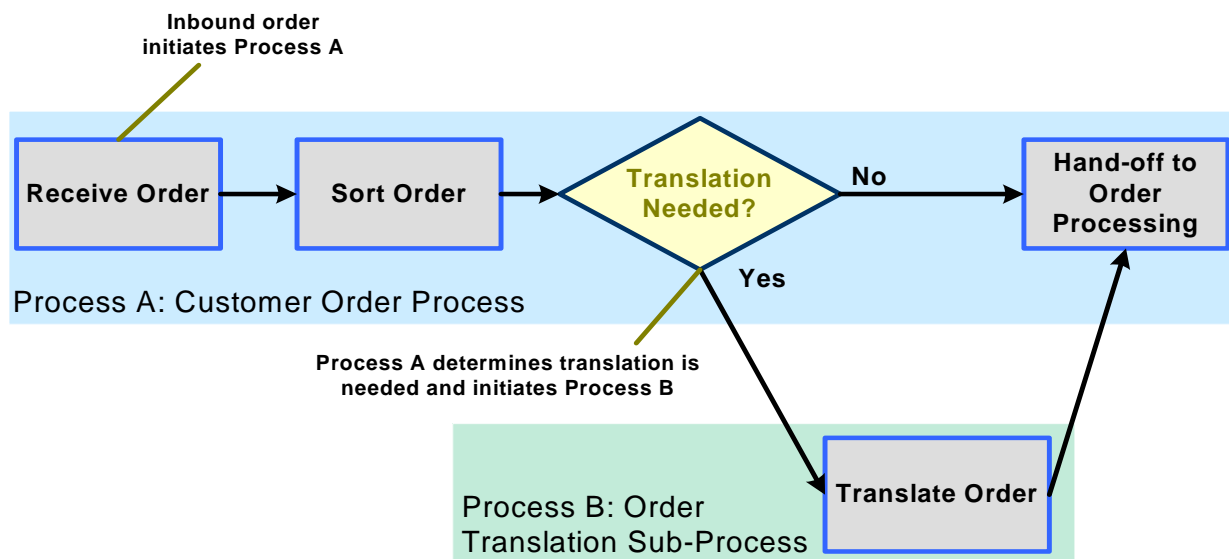 Inbound order
initiates Process A
Receive Order
Sort Order
Translation
Needed?
No
Hand-off to
Order
Processing
Yes
Process A: Customer Order Process
Process A determines translation is
needed and initiates Process B
Translate Order
Process B: Order
Translation Sub-Process